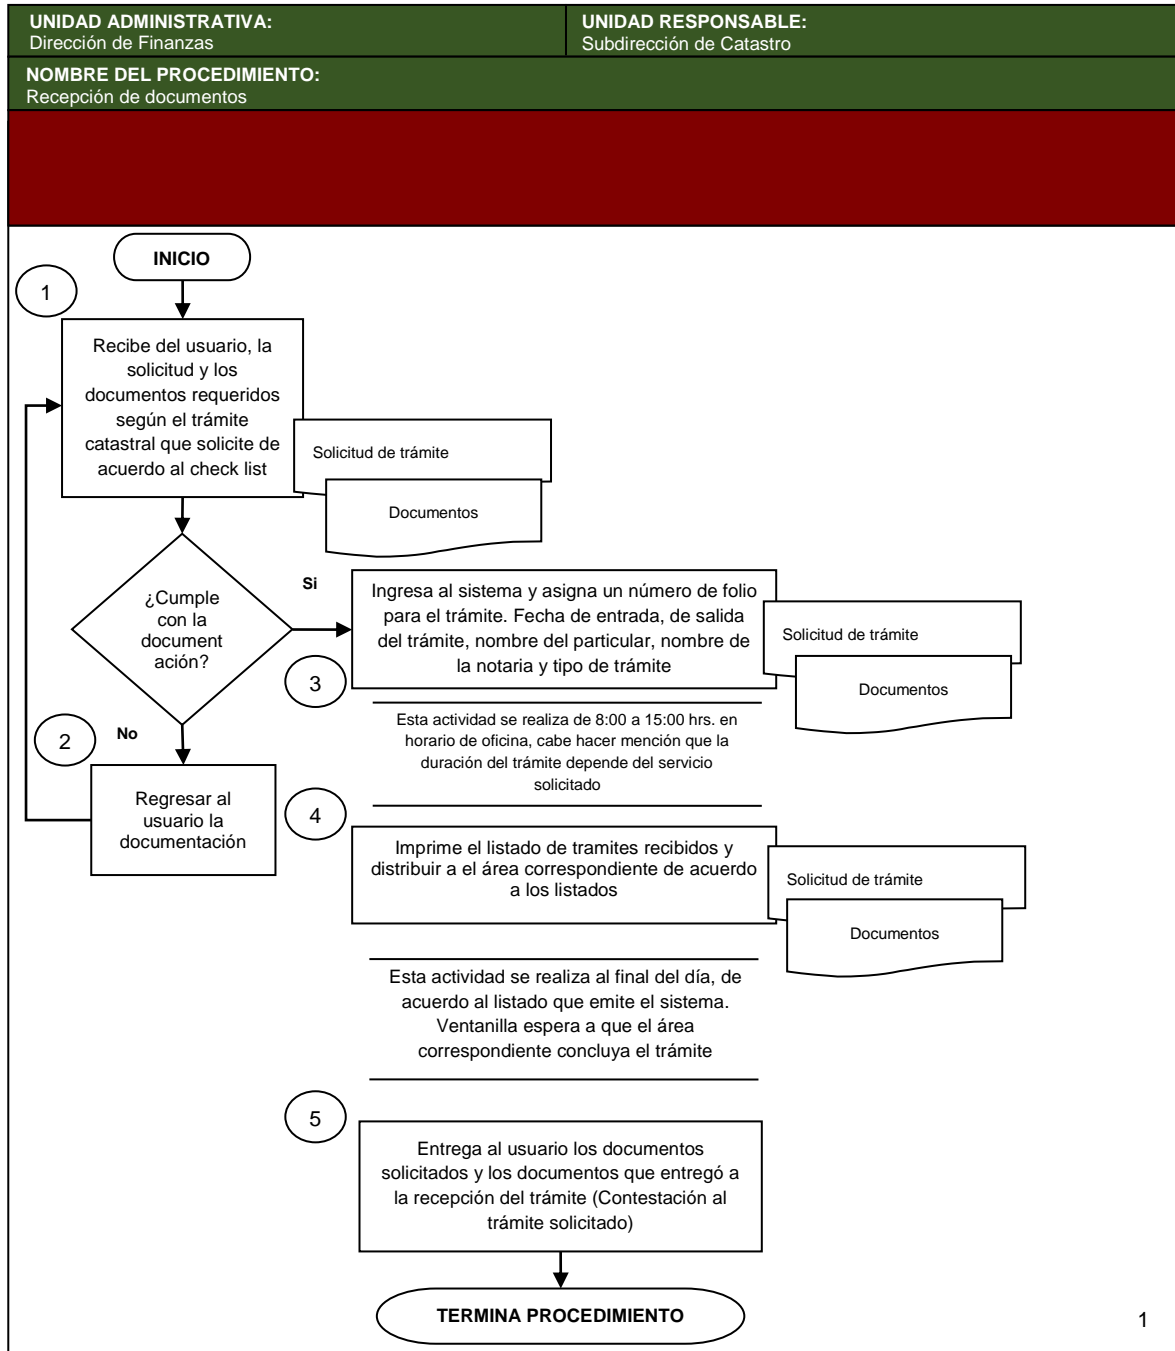 UNIDAD ADMINISTRATIVA:
Dirección de Finanzas
UNIDAD RESPONSABLE:
Subdirección de Catastro
NOMBRE DEL PROCEDIMIENTO:
Recepción de documentos
INICIO
1
Recibe del usuario, la
solicitud y los
documentos requeridos
según el trámite
catastral que solicite de
acuerdo al check list
Solicitud de trámite
Documentos
¿Cumple
con la
document
ación?
Si
Ingresa al sistema y asigna un número de folio
para el trámite. Fecha de entrada, de salida
del trámite, nombre del particular, nombre de
la notaria y tipo de trámite
Solicitud de trámite
Documentos
3
Esta actividad se realiza de 8:00 a 15:00 hrs. en
horario de oficina, cabe hacer mención que la
duración del trámite depende del servicio
solicitado
2
No
Regresar al
usuario la
documentación
4
Imprime el listado de tramites recibidos y
distribuir a el área correspondiente de acuerdo
a los listados
Solicitud de trámite
Documentos
Esta actividad se realiza al final del día, de
acuerdo al listado que emite el sistema.
Ventanilla espera a que el área
correspondiente concluya el trámite
5
Entrega al usuario los documentos
solicitados y los documentos que entregó a
la recepción del trámite (Contestación al
trámite solicitado)
TERMINA PROCEDIMIENTO
1